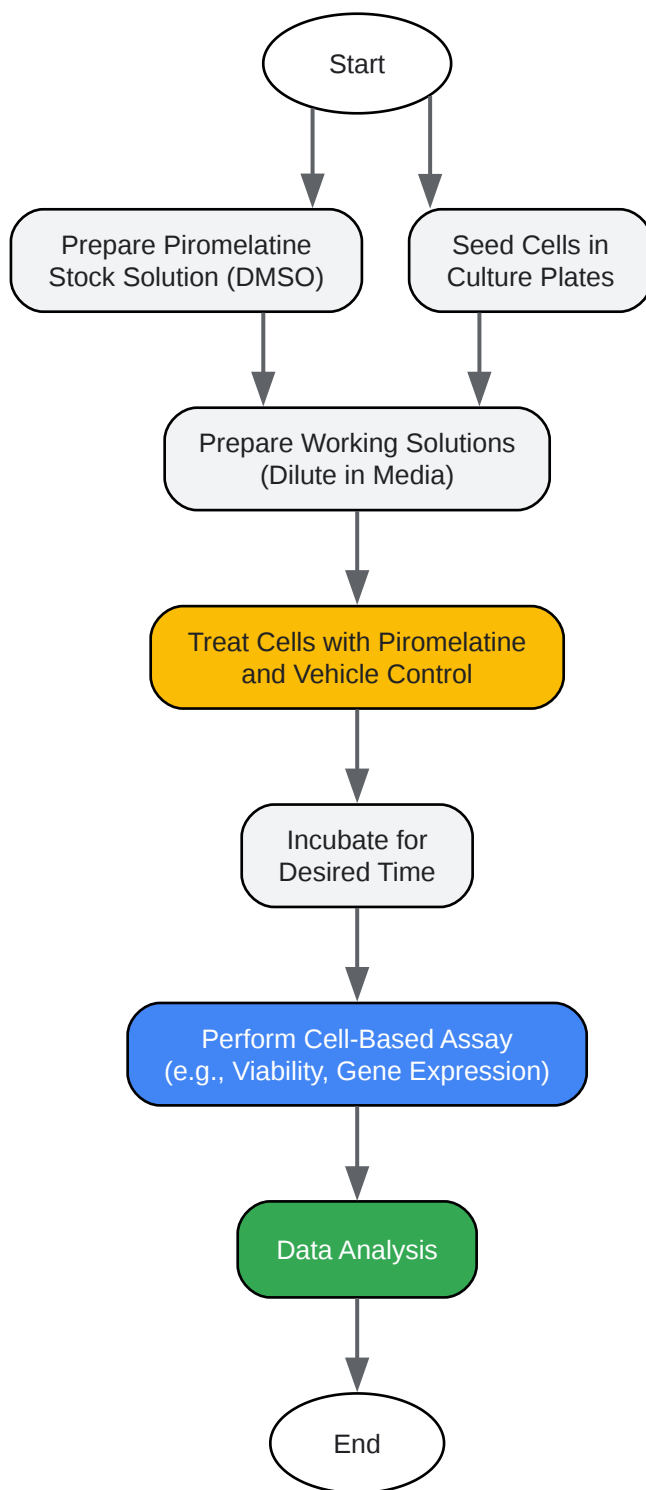 Start
Prepare Piromelatine
Stock Solution (DMSO)
Seed Cells in
Culture Plates
Prepare Working Solutions
(Dilute in Media)
Treat Cells with Piromelatine
and Vehicle Control
Incubate for
Desired Time
Perform Cell-Based Assay
(e.g., Viability, Gene Expression)
Data Analysis
End